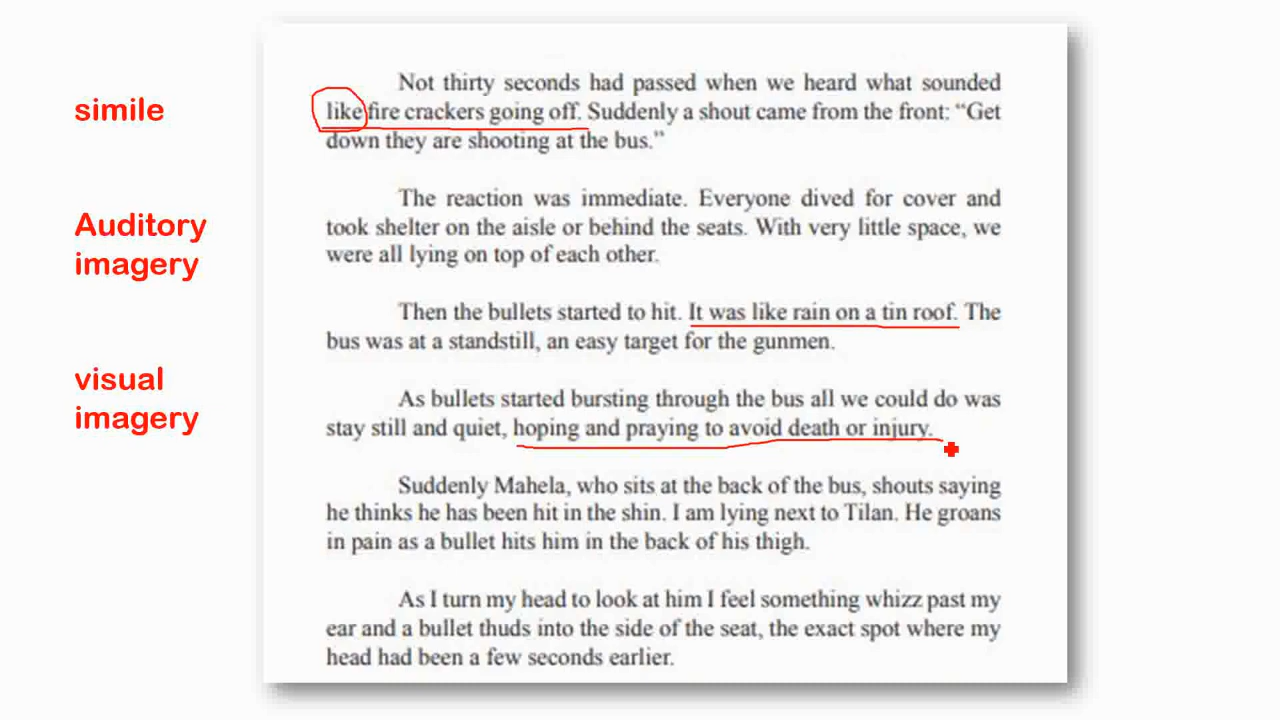 simile
Auditory
imagery
visual
imagery
Not thirty seconds had passed when we heard what sounded
like fire crackers going off. Suddenly a shout came from the front: “Get
down they are shooting at the bus.”
The reaction was immediate. Everyone dived for cover and
took shelter on the aisle or behind the seats. With very little space, we
were all lying on top of each other.
Then the bullets started to hit. It was like rain on a tin roof. The
bus was at a standstill, an easy target for the gunmen.
As bullets started bursting through the bus all we could do was
stay still and quiet, hoping and praying to avoid death or injury.
Suddenly Mahela, who sits at the back of the bus, shouts saying
he thinks he has been hit in the shin. I am lying next to Tilan. He groans
in pain as a bullet hits him in the back of his thigh.
As I turn my head to look at him I feel something whizz past my
ear and a bullet thuds into the side of the seat, the exact spot where my
head had been a few seconds earlier.